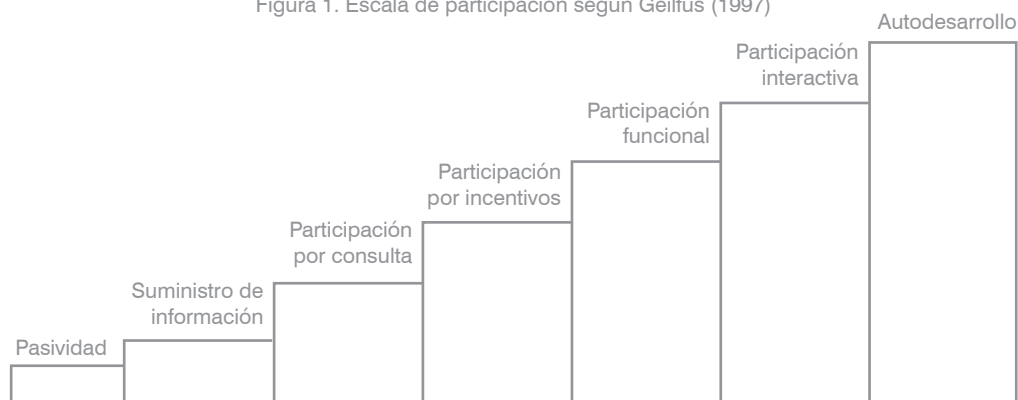 Figura 1. Escala de participación según Geilfus (1997)
Autodesarrollo
Participación
interactiva
Participación
funcional
Participación
por incentivos
Participación
por consulta
Suministro de
información
Pasividad